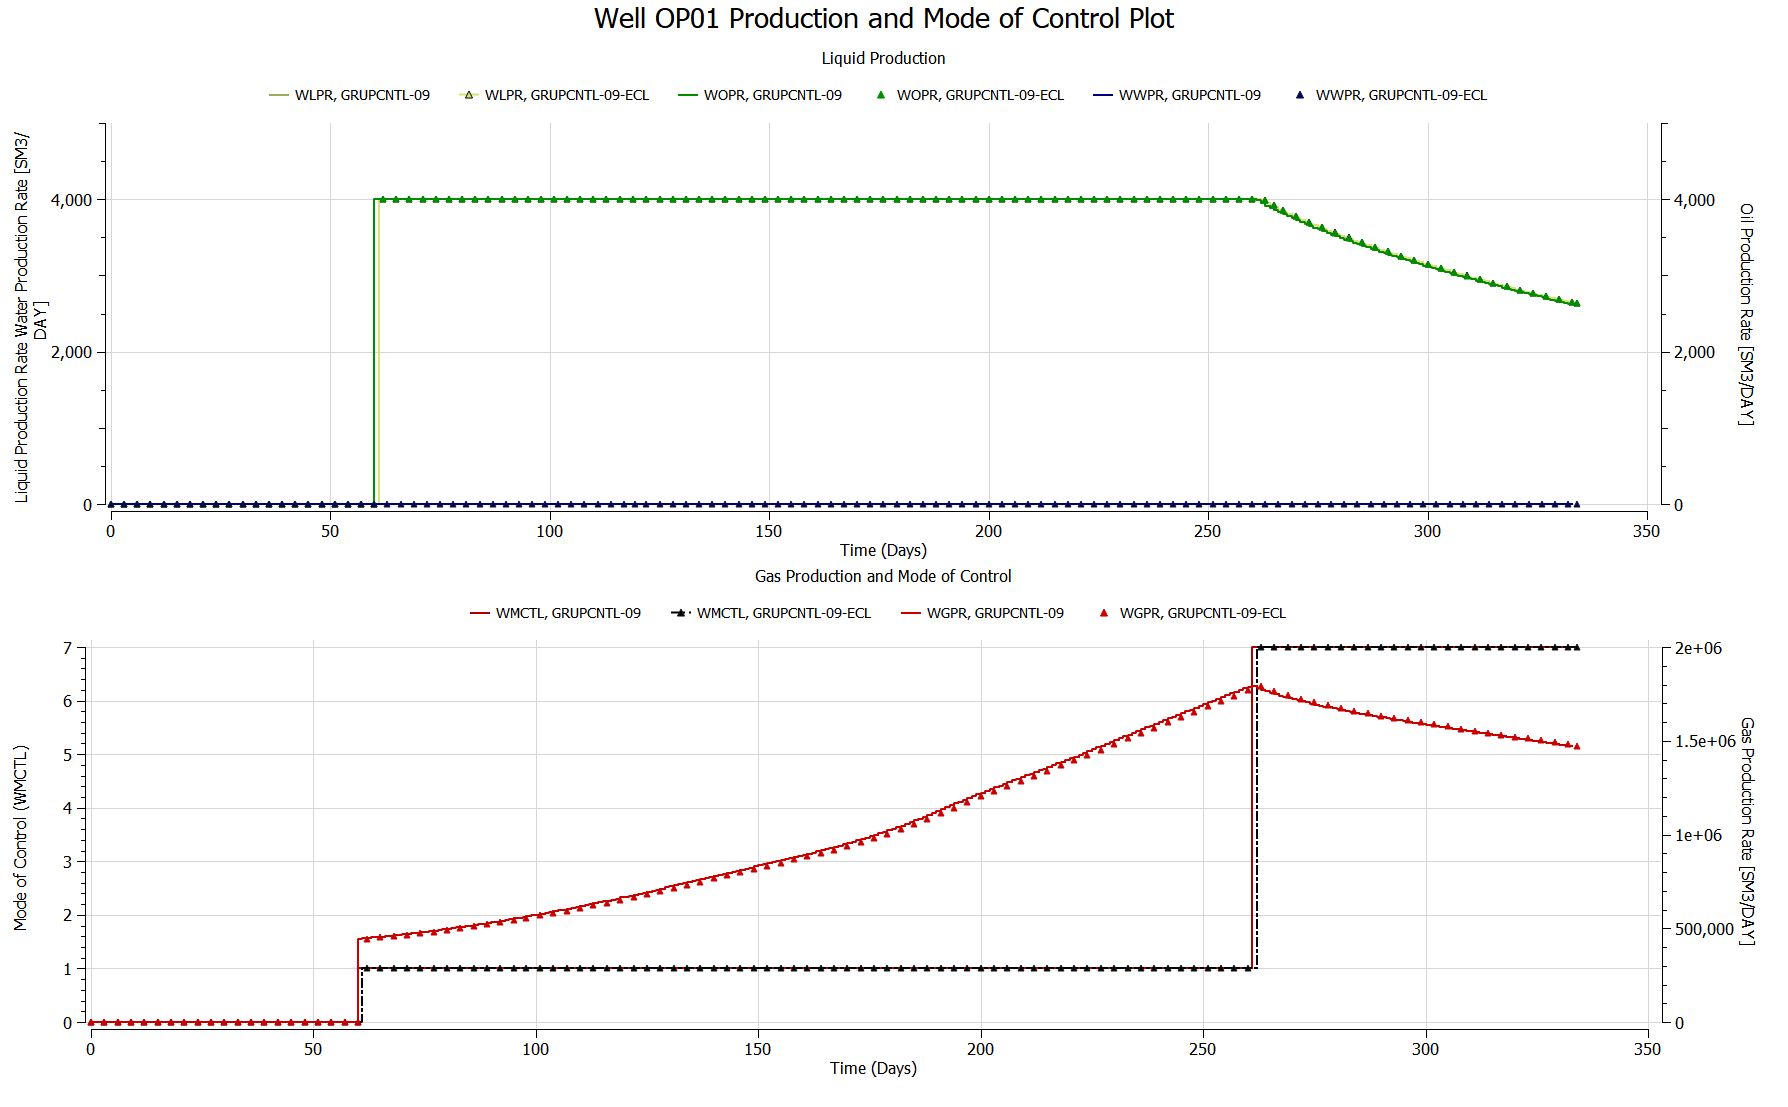 Well OP01 Production and Mode of Control Plot
Liquid Production
WLPR, GRUPCNTL-09
WLPR, GRUPCNTL-09-ECL
WOPR, GRUPCNTL-09
WOPR, GRUPCNTL-09-ECL
WWPR, GRUPCNTL-09
WWPR, GRUPCNTL-09-ECL
Liquid Production Rate Water Production Rate [SM3/
DAY]
4,000
2,000
0
4,000
2,000
0
Oil Production Rate [SM3/DAY]
0
50
100
150
200
250
300
350
Time (Days)
Gas Production and Mode of Control
WMCTL, GRUPCNTL-09
WMCTL, GRUPCNTL-09-ECL
WGPR, GRUPCNTL-09
WGPR, GRUPCNTL-09-ECL
Mode of Control (WMCTL)
7
6
5
4
3
2
1
0
2e+06
1.5e+06
1e+06
500,000
0
Gas Production Rate [SM3/DAY]
0
50
100
150
200
250
300
350
Time (Days)